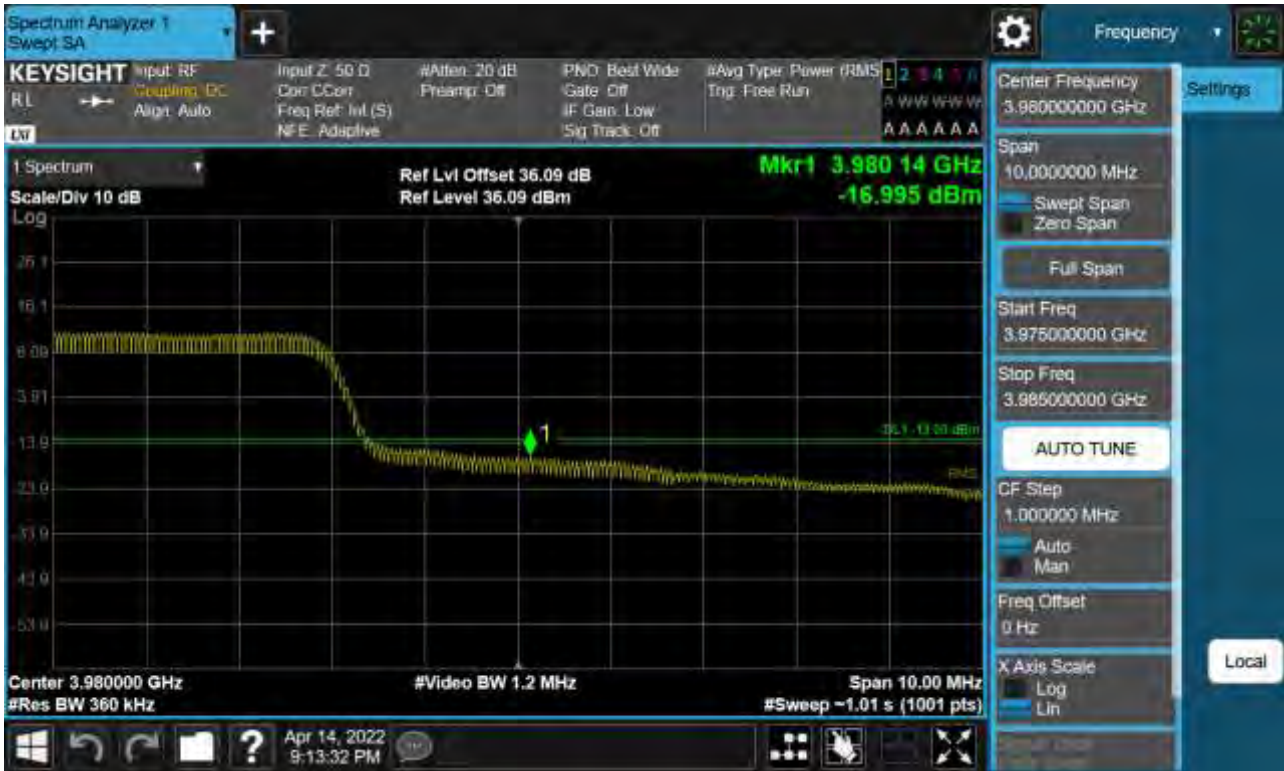 Spectrum Analyzer 1
Swept SA
+
Frequency
KEYSIGHT
Input: RF
Coupling: DC
Align: Auto
RL
LXI
Input Z: 50 Ω
Corr CCorr
Freq Ref: Int (S)
NFE: Adaptive
#Atten: 20 dB
Preamp: Off
PNO: Best Wide
Gate: Off
IF Gain: Low
Sig Track: Off
#Avg Type: Power (RMS
Trig: Free Run
1 2 3 4 5 6
A W W W W W
A A A A A A
Center Frequency
3.980000000 GHz
Settings
Span
10.0000000 MHz
Swept Span
Zero Span
Full Span
Start Freq
3.975000000 GHz
Stop Freq
3.985000000 GHz
AUTO TUNE
CF Step
1.000000 MHz
Auto
Man
Freq Offset
0 Hz
X Axis Scale
Log
Lin
Local
1 Spectrum
Scale/Div 10 dB
Log
Ref Lvl Offset 36.09 dB
Ref Level 36.09 dBm
Mkr1 3.980 14 GHz
-16.995 dBm
26.1
16.1
6.09
-3.91
-13.9
-23.9
-33.9
-43.9
-53.9
1
DL1 -13.00 dBm
RMS
Center 3.980000 GHz
#Res BW 360 kHz
#Video BW 1.2 MHz
Span 10.00 MHz
#Sweep ~1.01 s (1001 pts)
?
Apr 14, 2022
9:13:32 PM